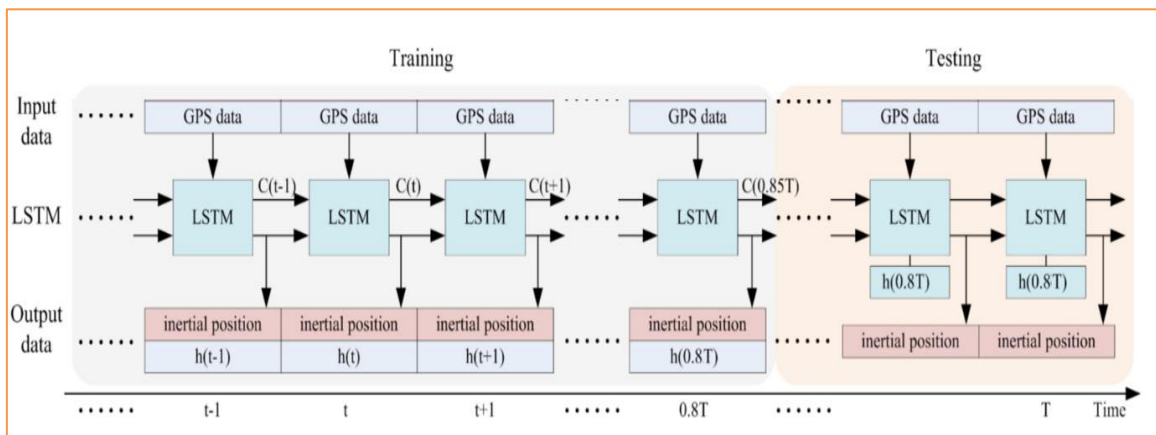 Training Testing
Input data GPS data GPS data GPS data GPS data GPS data GPS data
C(t-1) C(t) C(t+1) C(0.85T)
LSTM LSTM LSTM LSTM LSTM LSTM LSTM
h(0.8T) h(0.8T)
Output data inertial position inertial position inertial position inertial position inertial position inertial position
h(t-1) h(t) h(t+1) h(0.8T)
t-1 t t+1 0.8T T Time